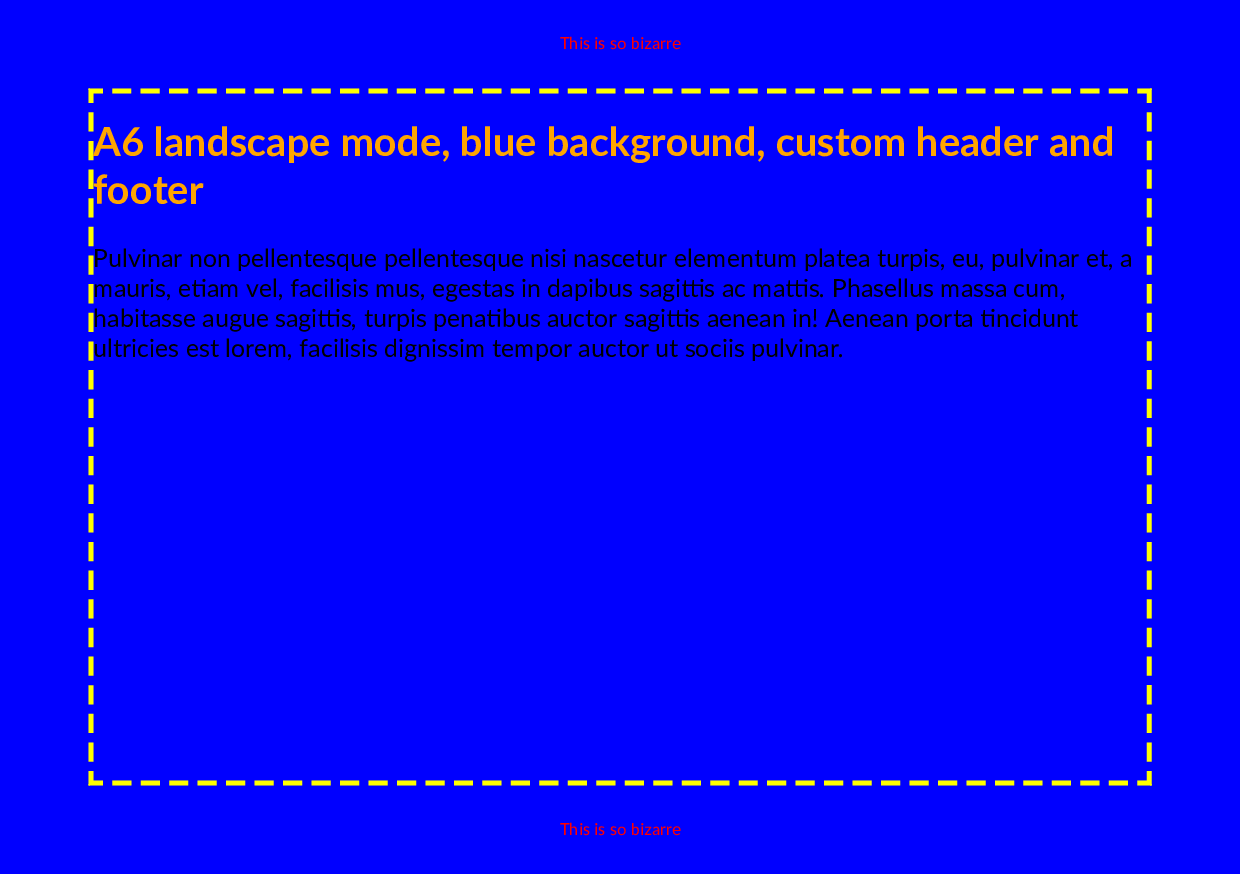 This is so bizarre
A6 landscape mode, blue background, custom header and
footer
Pulvinar non pellentesque pellentesque nisi nascetur elementum platea turpis, eu, pulvinar et, a
mauris, etiam vel, facilisis mus, egestas in dapibus sagittis ac mattis. Phasellus massa cum,
habitasse augue sagittis, turpis penatibus auctor sagittis aenean in! Aenean porta tincidunt
ultricies est lorem, facilisis dignissim tempor auctor ut sociis pulvinar.
This is so bizarre